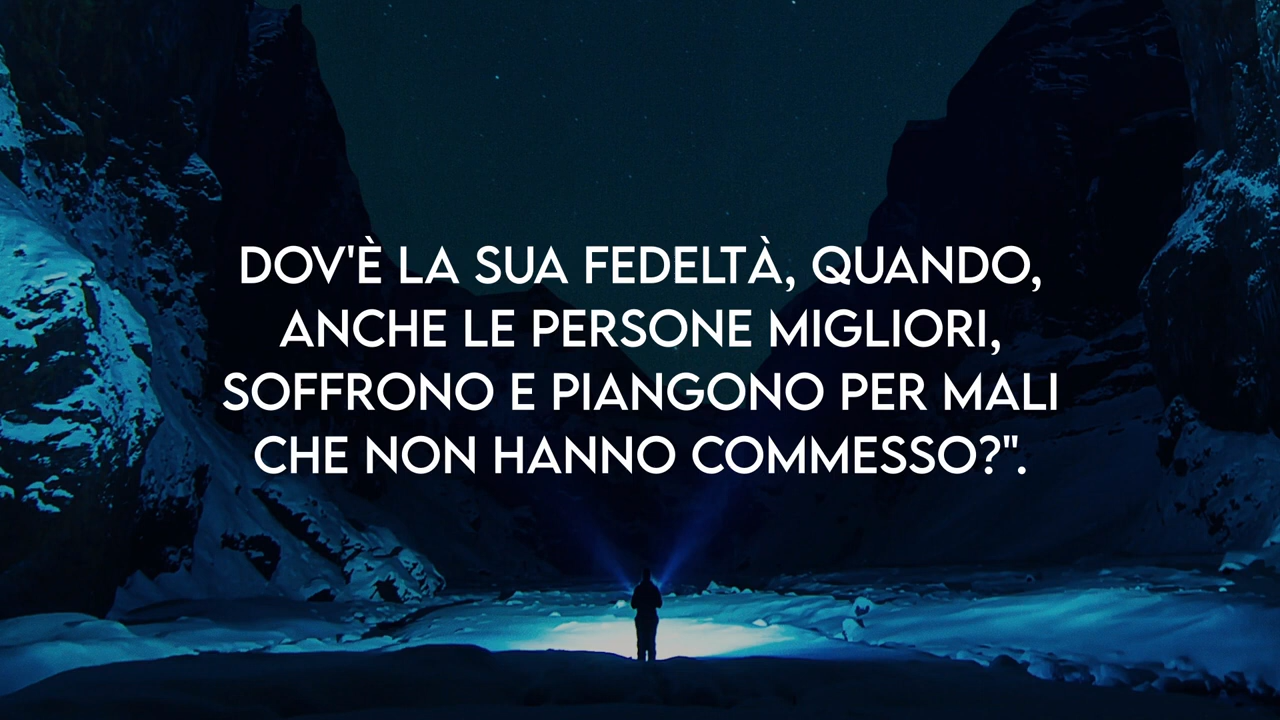 DOV'È LA SUA FEDELTÀ, QUANDO,
ANCHE LE PERSONE MIGLIORI,
SOFFRONO E PIANGONO PER MALI
CHE NON HANNO COMMESSO?".